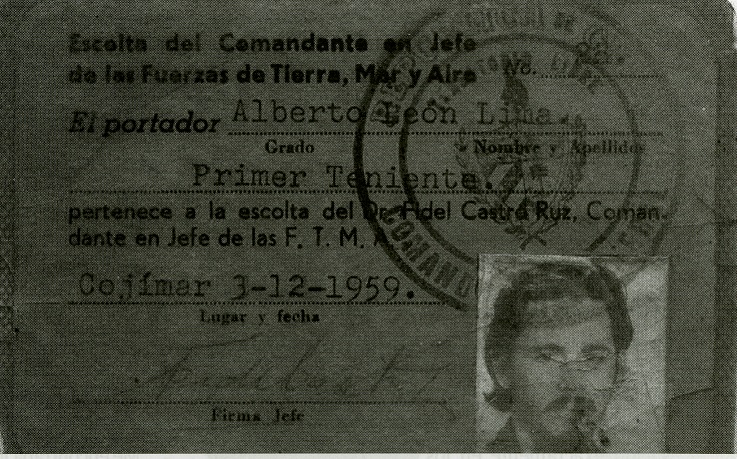 Escolta del Comandante en Jefe
de las Fuerzas de Tierra, Mar y Aire No.
El portador Alberto León Lima.
Grado Nombre y Apellidos
Primer Teniente.
pertenece a la escolta del Dr. Fidel Castro Ruz, Coman-
dante en Jefe de las F. T. M. A.
Cojímar 3-12-1959.
Lugar y fecha
Firma Jefe